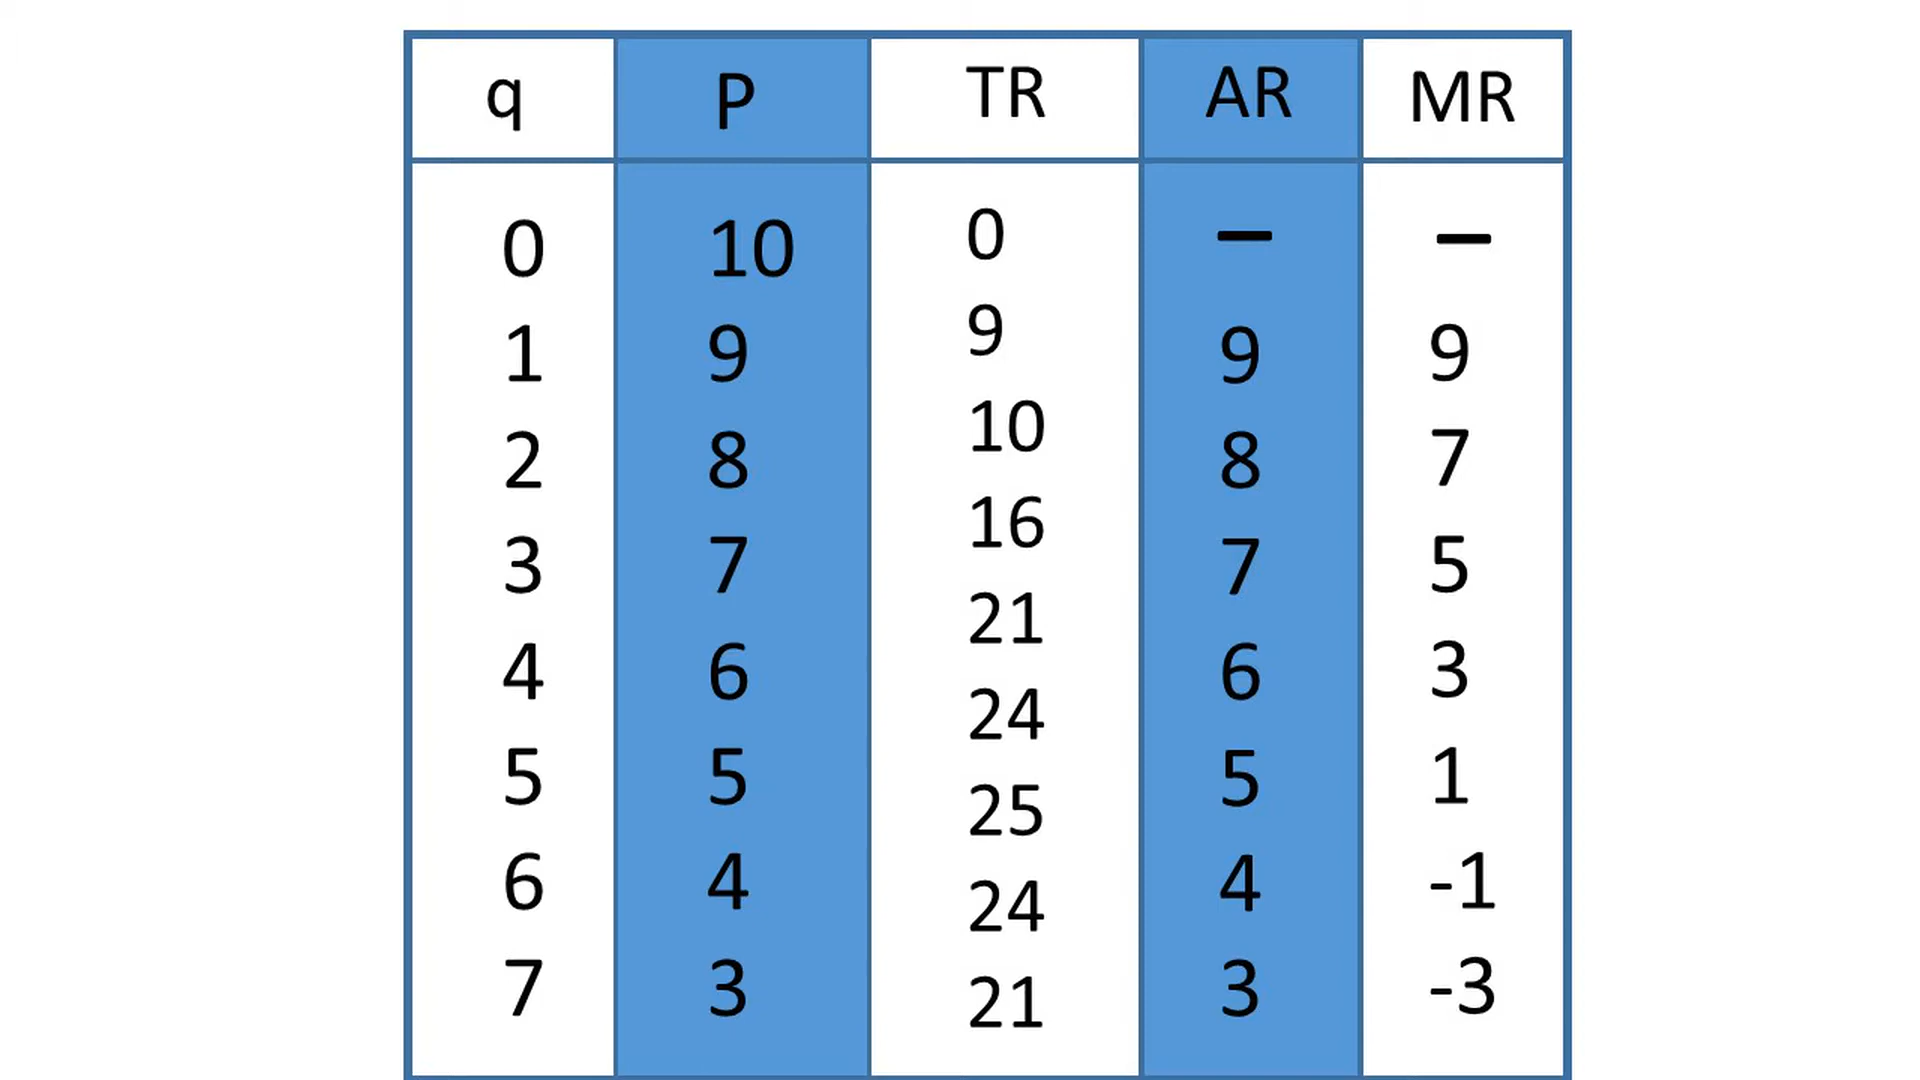 q P TR AR MR
0 10 0 — —
1 9 9 9 9
2 8 10 8 7
3 7 16 7 5
4 6 21 6 3
5 5 24 5 1
6 4 25 4 -1
7 3 24 3 -3
21